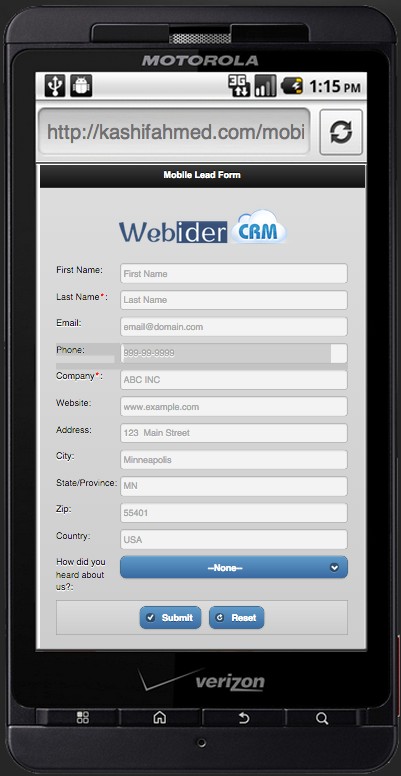 MOTOROLA
3G 1:15 PM
http://kashifahmed.com/mobi
Mobile Lead Form
Webider CRM
First Name: First Name
Last Name*: Last Name
Email: email@domain.com
Phone: 999-99-9999
Company*: ABC INC
Website: www.example.com
Address: 123 Main Street
City: Minneapolis
State/Province: MN
Zip: 55401
Country: USA
How did you
heard about
us?: --None--
Submit Reset
verizon